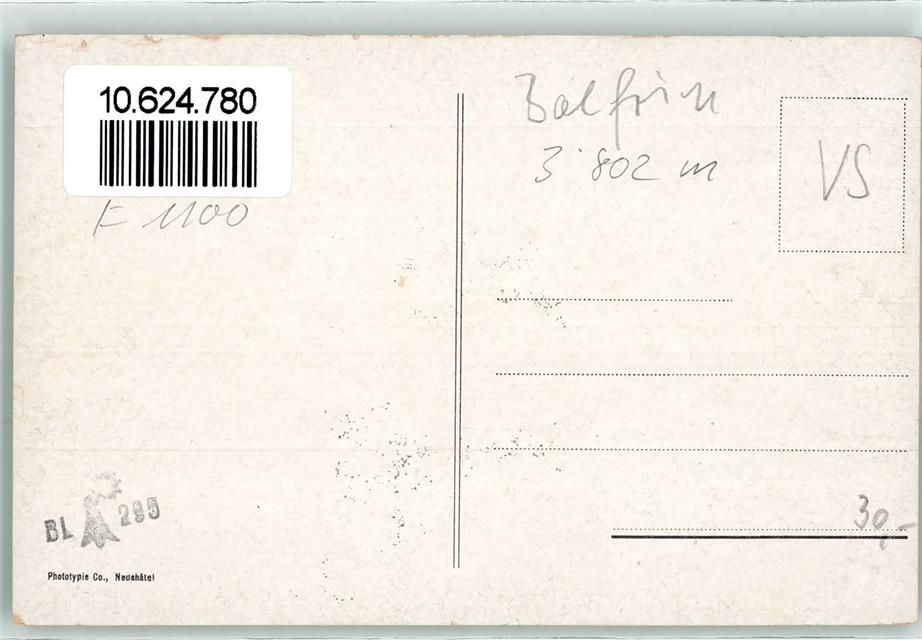 10.624.780
F 1100
Balfrin
3'802 m
VS
BL 295
30,-
Phototypie Co., Neuchâtel